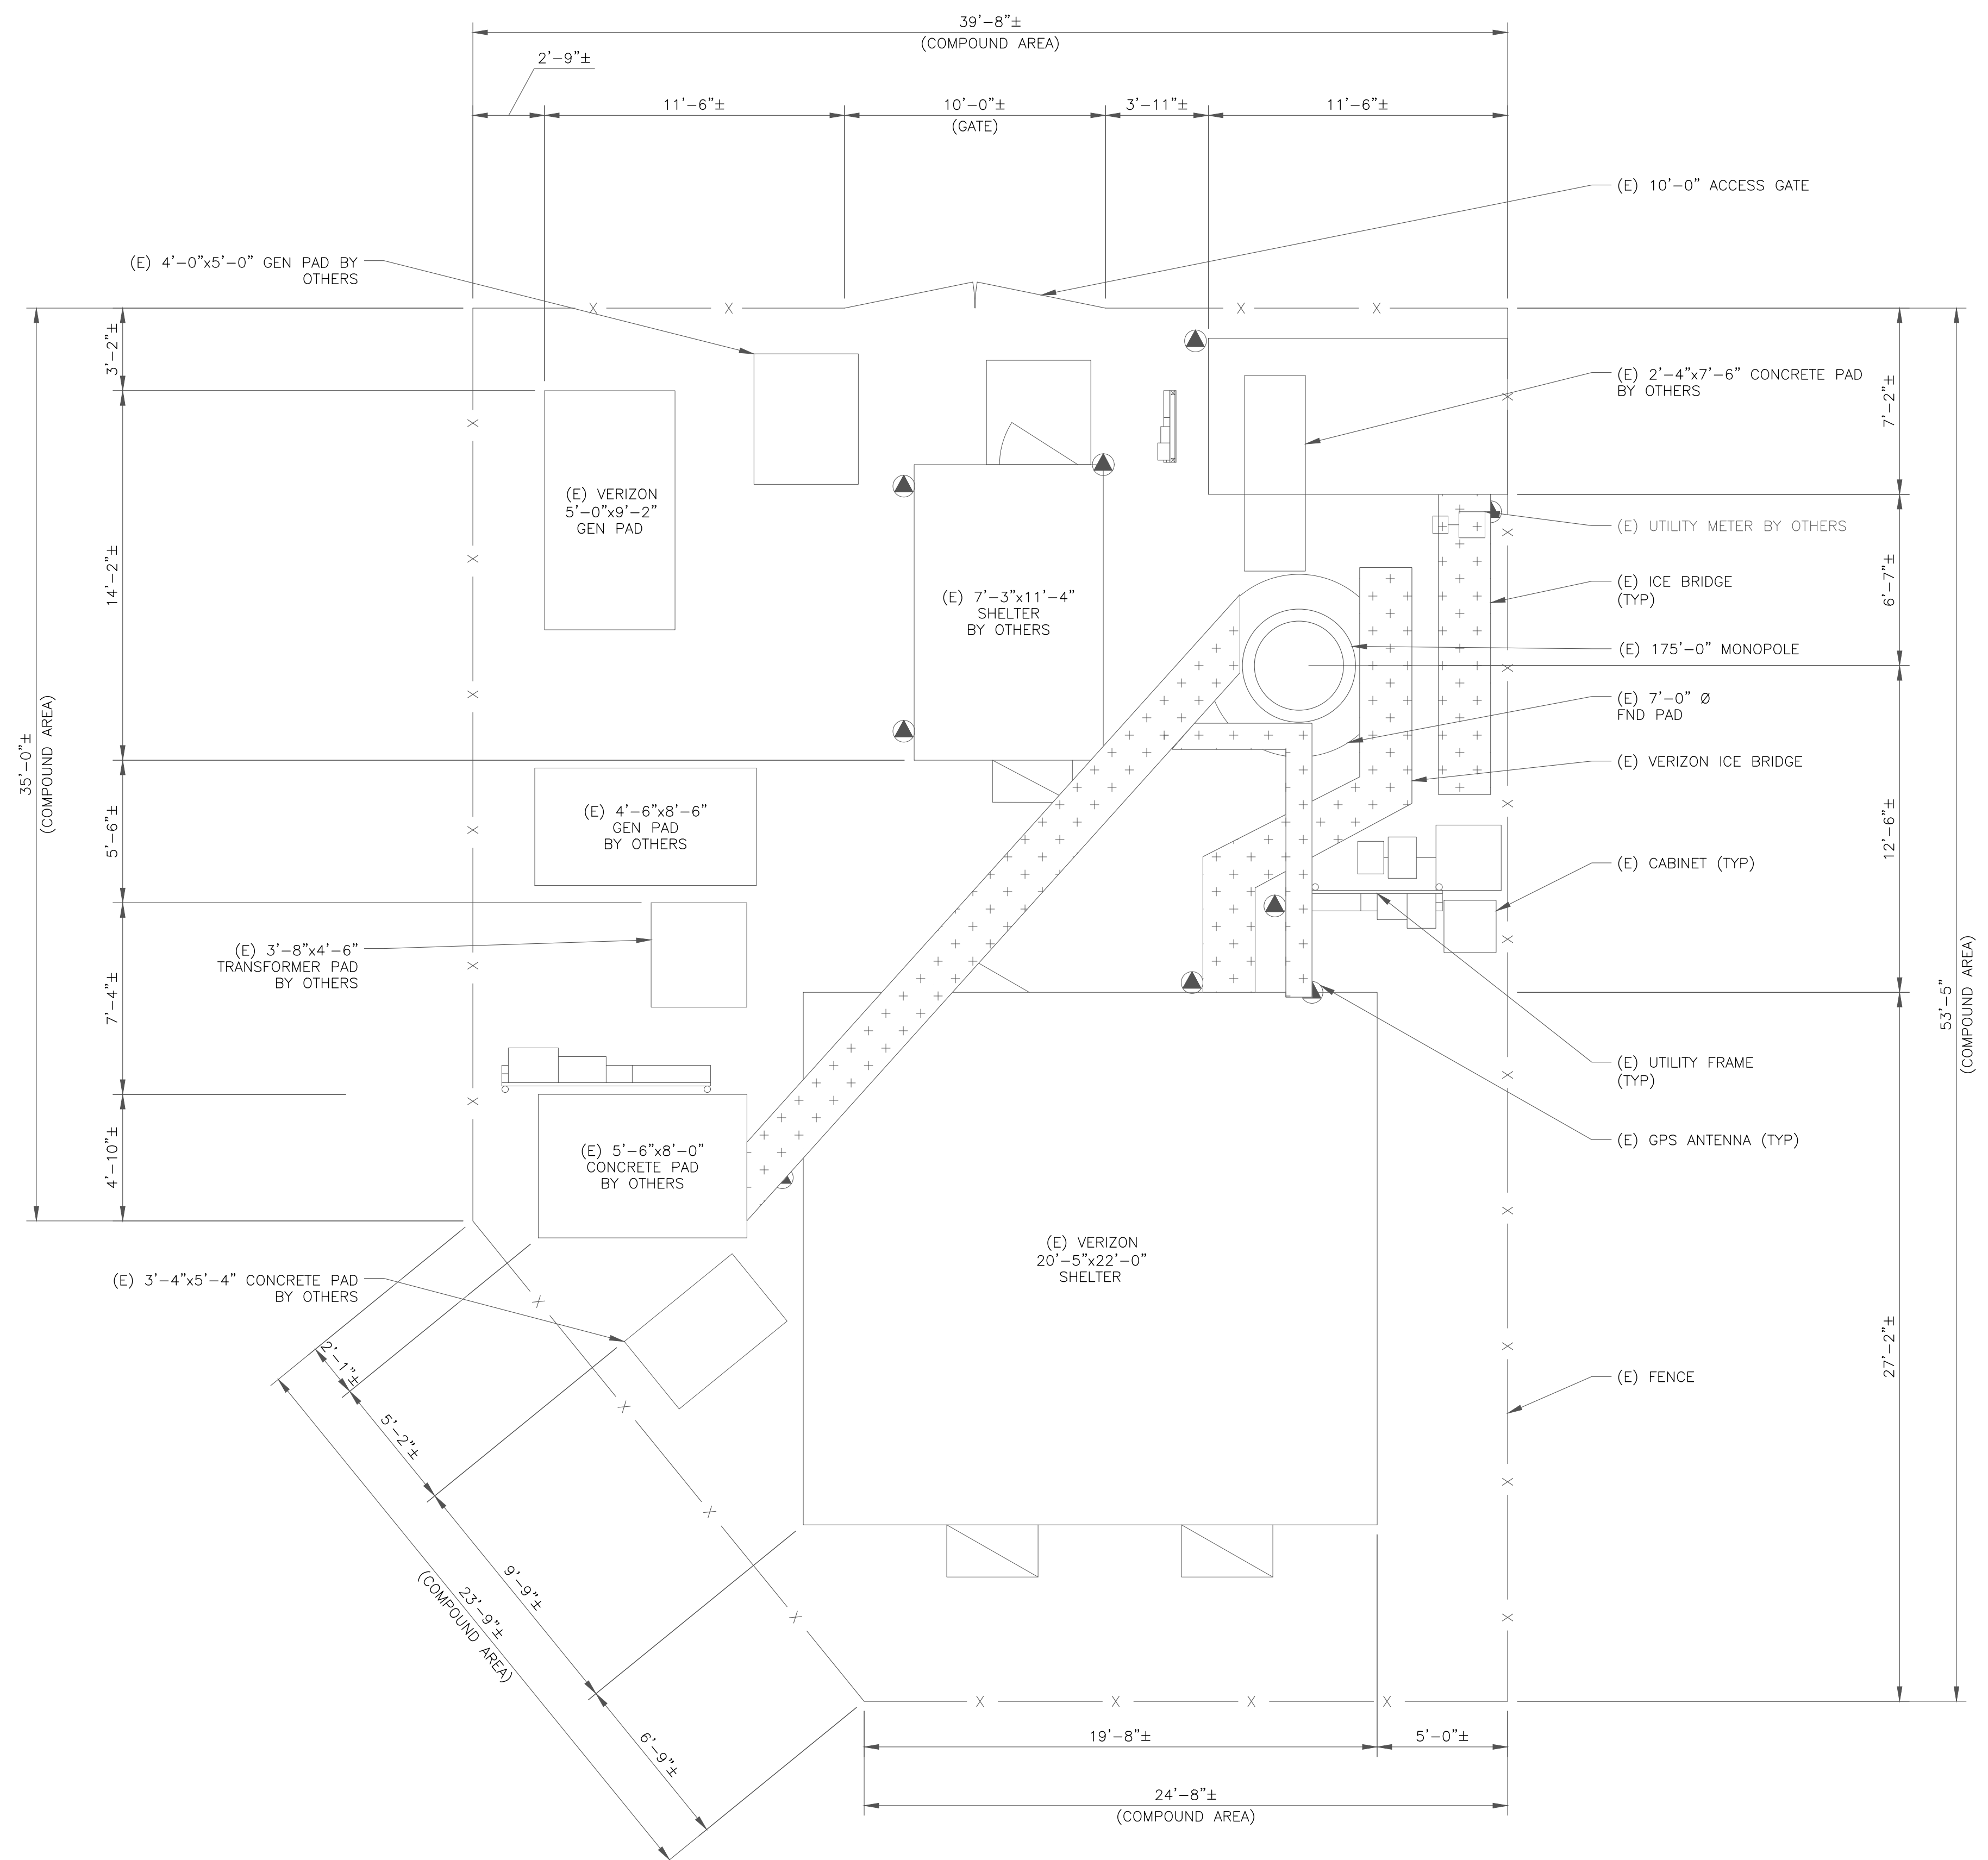 39'-8"±
(COMPOUND AREA)
2'-9"±
11'-6"±
10'-0"±
(GATE)
3'-11"±
11'-6"±
(E) 10'-0" ACCESS GATE
(E) 4'-0"x5'-0" GEN PAD BY
OTHERS
3'-2"±
(E) 2'-4"x7'-6" CONCRETE PAD
BY OTHERS
7'-2"±
(E) VERIZON
5'-0"x9'-2"
GEN PAD
(E) UTILITY METER BY OTHERS
14'-2"±
(E) ICE BRIDGE
(TYP)
6'-7"±
(E) 7'-3"x11'-4"
SHELTER
BY OTHERS
(E) 175'-0" MONOPOLE
(E) 7'-0" Ø
FND PAD
35'-0"±
(COMPOUND AREA)
(E) VERIZON ICE BRIDGE
5'-6"±
(E) 4'-6"x8'-6"
GEN PAD
BY OTHERS
12'-6"±
(E) CABINET (TYP)
(E) 3'-8"x4'-6"
TRANSFORMER PAD
BY OTHERS
7'-4"±
53'-5"
(COMPOUND AREA)
(E) UTILITY FRAME
(TYP)
4'-10"±
(E) 5'-6"x8'-0"
CONCRETE PAD
BY OTHERS
(E) GPS ANTENNA (TYP)
(E) VERIZON
20'-5"x22'-0"
SHELTER
(E) 3'-4"x5'-4" CONCRETE PAD
BY OTHERS
27'-2"±
2'-1"±
(E) FENCE
5'-2"±
9'-9"±
23'-9"±
(COMPOUND AREA)
6'-9"±
19'-8"±
5'-0"±
24'-8"±
(COMPOUND AREA)